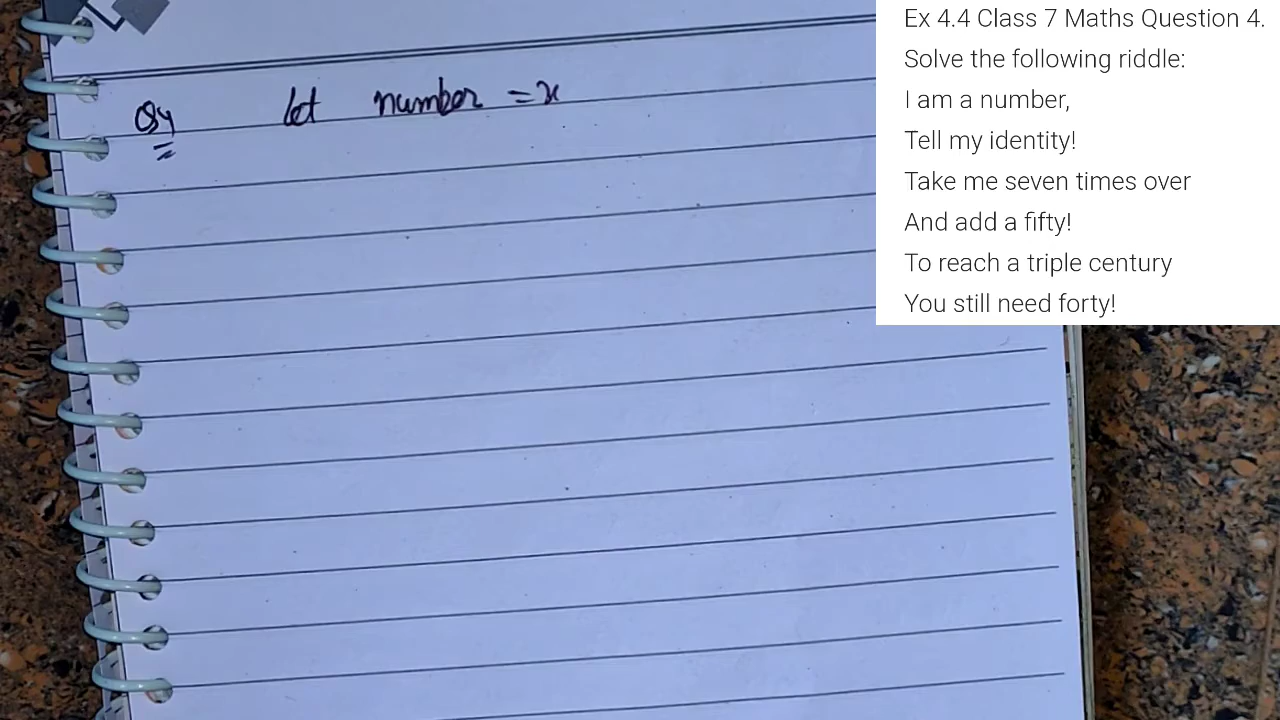 Q4 let number = x
Ex 4.4 Class 7 Maths Question 4.
Solve the following riddle:
I am a number,
Tell my identity!
Take me seven times over
And add a fifty!
To reach a triple century
You still need forty!